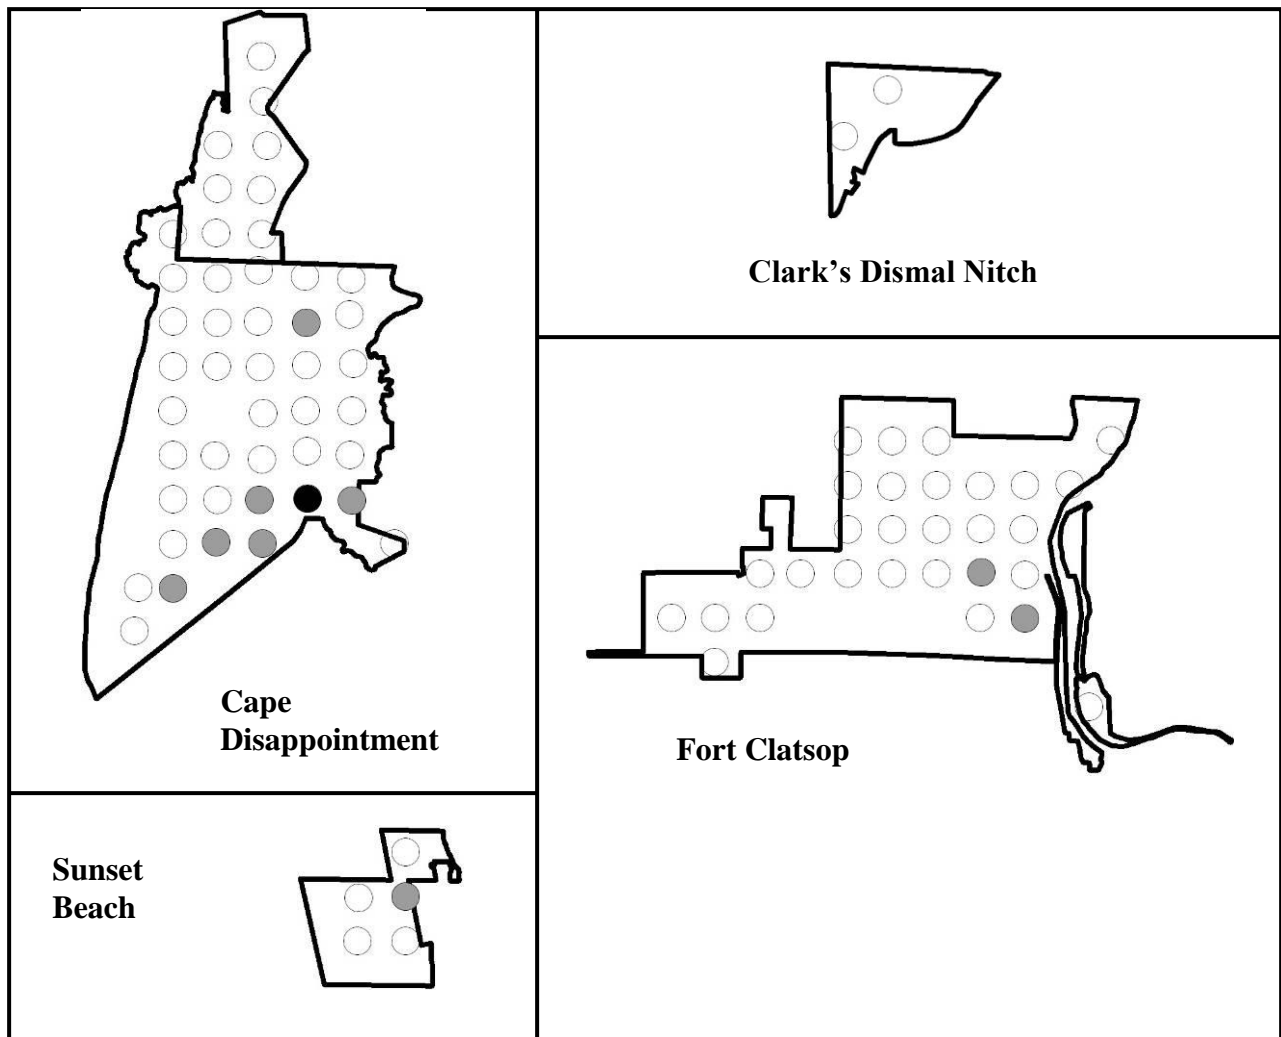 Clark’s Dismal Nitch
Cape
Disappointment
Fort Clatsop
Sunset
Beach